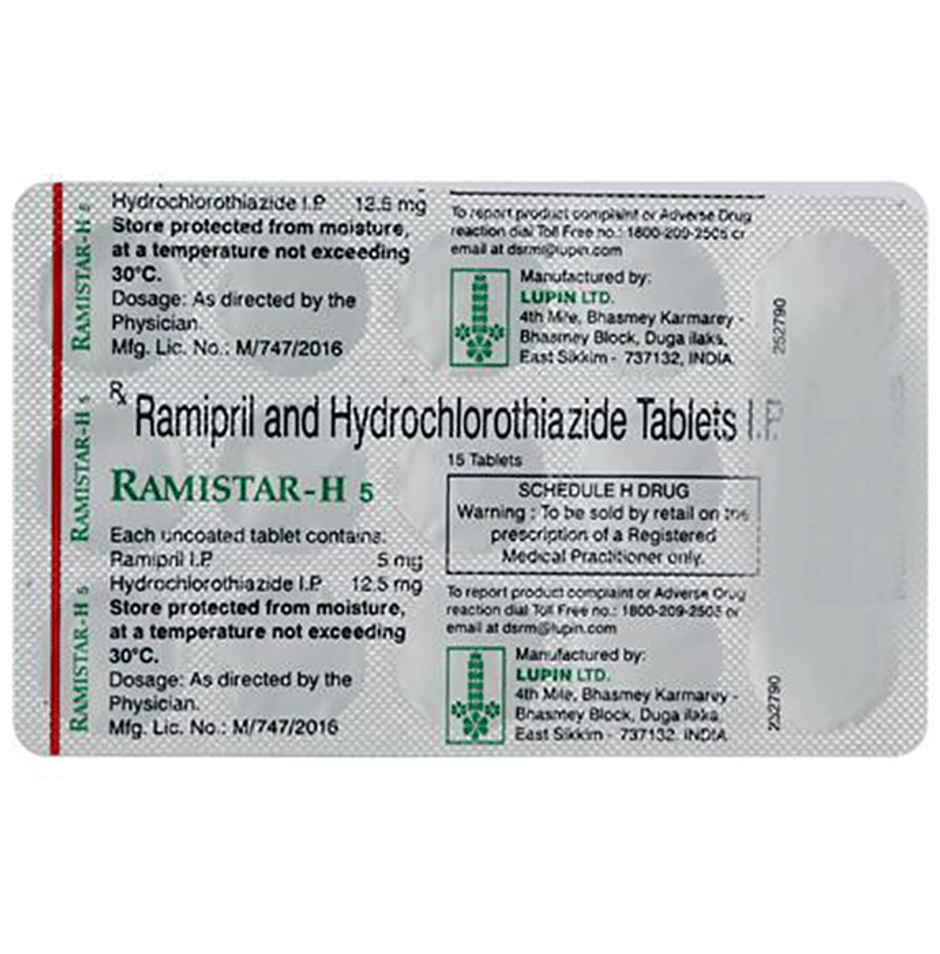 RAMISTAR-H 5
Hydrochlorothiazide I.P. 12.5 mg
Store protected from moisture,
at a temperature not exceeding
30°C.
Dosage: As directed by the
Physician.
Mfg. Lic. No.: M/747/2016
To report product complaint or Adverse Drug
reaction dial Toll Free no.: 1800-209-2505 or
email at dsrm@lupin.com
Manufactured by:
LUPIN LTD.
4th Mile, Bhasmey Karmarey -
Bhasmey Block, Duga ilaka,
East Sikkim - 737132, INDIA.
252790
RAMISTAR-H 5
Rx Ramipril and Hydrochlorothiazide Tablets I.P.
RAMISTAR-H 5
Each uncoated tablet contains:
Ramipril I.P. 5 mg
Hydrochlorothiazide I.P. 12.5 mg
Store protected from moisture,
at a temperature not exceeding
30°C.
Dosage: As directed by the
Physician.
Mfg. Lic. No.: M/747/2016
15 Tablets
SCHEDULE H DRUG
Warning : To be sold by retail on the
prescription of a Registered
Medical Practitioner only.
To report product complaint or Adverse Drug
reaction dial Toll Free no.: 1800-209-2505 or
email at dsrm@lupin.com
Manufactured by:
LUPIN LTD.
4th Mile, Bhasmey Karmarey -
Bhasmey Block, Duga ilaka,
East Sikkim - 737132, INDIA
252790
RAMISTAR-H 5